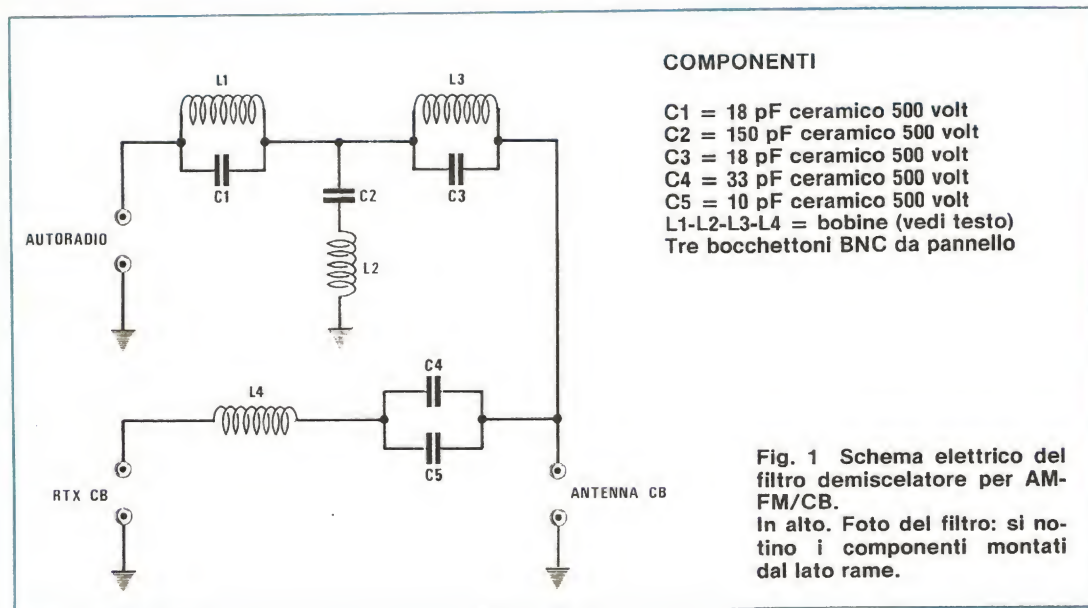 L1
L3
C1
C3
C2
L2
AUTORADIO
L4
C4
C5
RTX CB
ANTENNA CB
COMPONENTI
C1 = 18 pF ceramico 500 volt
C2 = 150 pF ceramico 500 volt
C3 = 18 pF ceramico 500 volt
C4 = 33 pF ceramico 500 volt
C5 = 10 pF ceramico 500 volt
L1-L2-L3-L4 = bobine (vedi testo)
Tre bocchettoni BNC da pannello
Fig. 1 Schema elettrico del
filtro demiscelatore per AM-
FM/CB.
In alto. Foto del filtro: si no-
tino i componenti montati
dal lato rame.